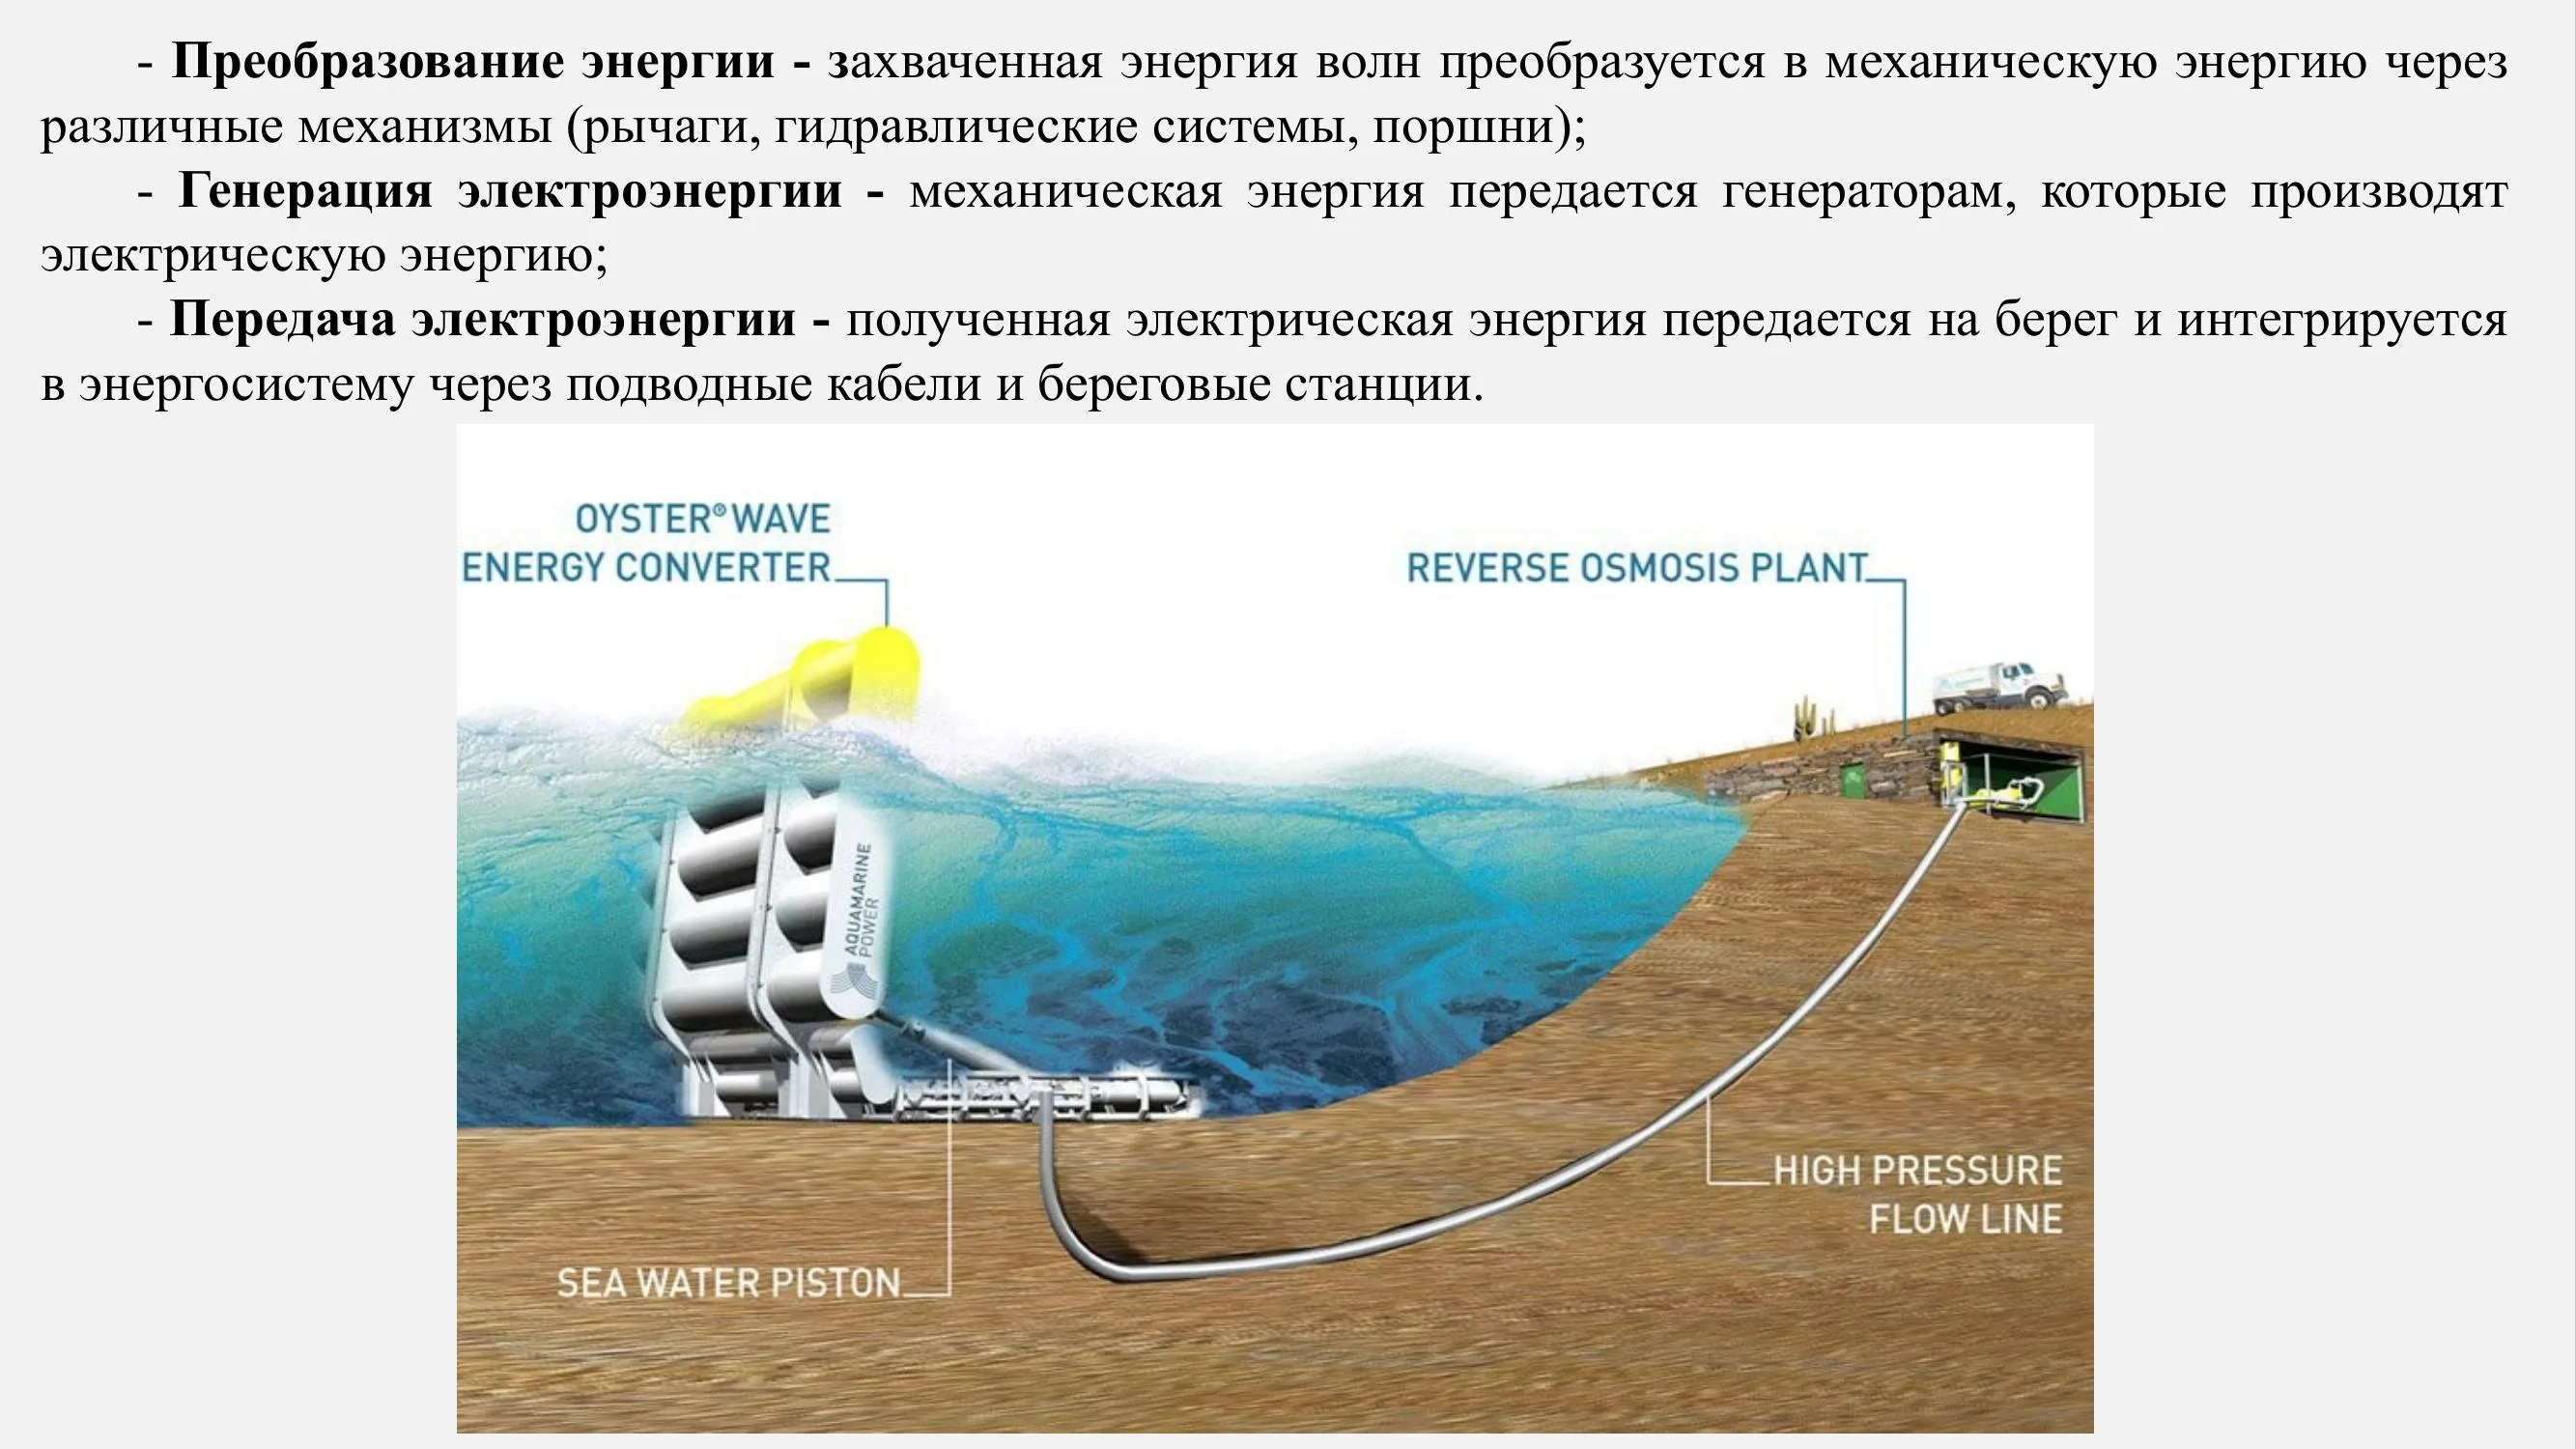 - Преобразование энергии - захваченная энергия волн преобразуется в механическую энергию через
различные механизмы (рычаги, гидравлические системы, поршни);
- Генерация электроэнергии - механическая энергия передается генераторам, которые производят
электрическую энергию;
- Передача электроэнергии - полученная электрическая энергия передается на берег и интегрируется
в энергосистему через подводные кабели и береговые станции.
OYSTER® WAVE
ENERGY CONVERTER
REVERSE OSMOSIS PLANT
AQUAMARINE
POWER
HIGH PRESSURE
FLOW LINE
SEA WATER PISTON